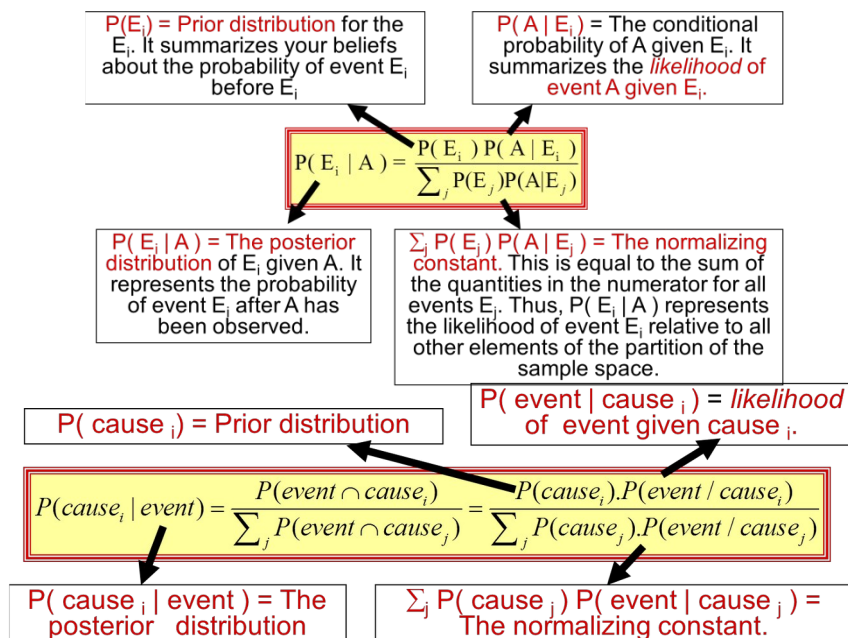 P(Eᵢ) = Prior distribution for the
Eᵢ. It summarizes your beliefs
about the probability of event Eᵢ
before Eᵢ
P( A | Eᵢ ) = The conditional
probability of A given Eᵢ. It
summarizes the likelihood of
event A given Eᵢ.
P( Eᵢ | A ) = P( Eᵢ ) P( A | Eᵢ ) / ∑ⱼ P(Eⱼ)P(A|Eⱼ)
P( Eᵢ | A ) = The posterior
distribution of Eᵢ given A. It
represents the probability
of event Eᵢ after A has
been observed.
Σⱼ P( Eⱼ ) P( A | Eⱼ ) = The normalizing
constant. This is equal to the sum of
the quantities in the numerator for all
events Eⱼ. Thus, P( Eᵢ | A ) represents
the likelihood of event Eᵢ relative to all
other elements of the partition of the
sample space.
P( cause ᵢ) = Prior distribution
P( event | cause ᵢ) = likelihood
of event given cause ᵢ.
P(causeᵢ | event) = P(event ∩ causeᵢ) / ∑ⱼ P(event ∩ causeⱼ) = P(causeᵢ).P(event / causeᵢ) / ∑ⱼ P(causeⱼ).P(event / causeⱼ)
P( cause ᵢ | event ) = The
posterior distribution
Σⱼ P( cause ⱼ) P( event | cause ⱼ) =
The normalizing constant.